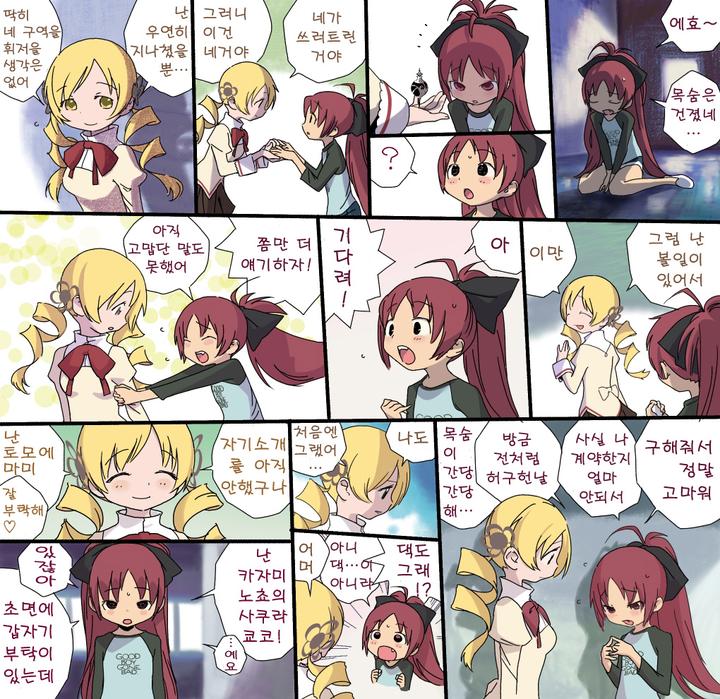 에효~
목숨은
건졌네…
?
네가
쓰러트린
거야
그러니
이건
네거야
난
우연히
지나쳤을
뿐…
딱히
네 구역을
휘저을
생각은
없어
그럼 난
볼일이
있어서
이만
아
기다려!
쫌만 더
얘기하자!
아직
고맙단 말도
못했어
구해줘서
정말
고마워
사실 나
계약한지
얼마
안되서
방금
전처럼
허구헌날
목숨
이
간당
간당
해…
나도
처음엔
그랬어
…
댁도
그래
!?
아니
댁…이
아니라
어
머
자기소개
를 아직
안했구나
난
토모에
마미
잘
부탁해
♡
난
카자미
노쵸의
사쿠라
쿄코!
…예요
있
잖아
초면에
갑자기
부탁이
있는데
GOOD
BOY
GONE
BAD